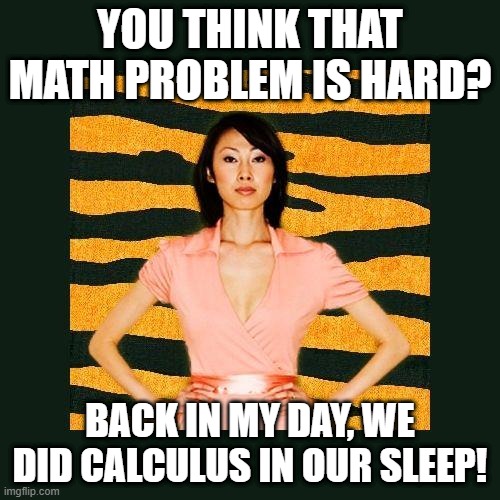 YOU THINK THAT
MATH PROBLEM IS HARD?
BACK IN MY DAY, WE
DID CALCULUS IN OUR SLEEP!
imgflip.com